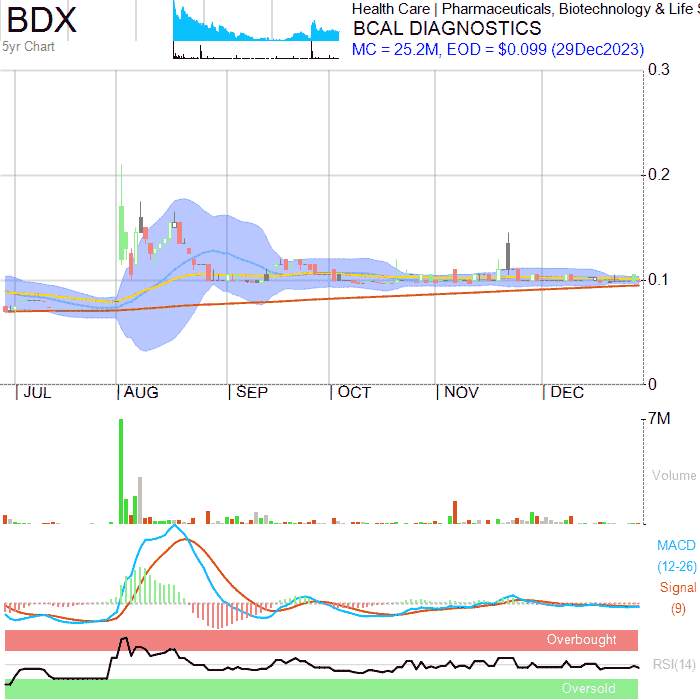 BDX
5yr Chart
Health Care | Pharmaceuticals, Biotechnology & Life S
BCAL DIAGNOSTICS
MC = 25.2M, EOD = $0.099 (29Dec2023)
0.3
0.2
0.1
0
JUL AUG SEP OCT NOV DEC
7M
Volume
MACD
(12-26)
Signal
(9)
Overbought
RSI(14)
Oversold